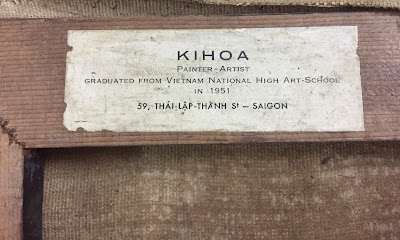 KIHOA
PAINTER-ARTIST
GRADUATED FROM VIETNAM NATIONAL HIGH ART-SCHOOL
IN 1951
59, THÁI-LẬP-THÀNH St – SAIGON